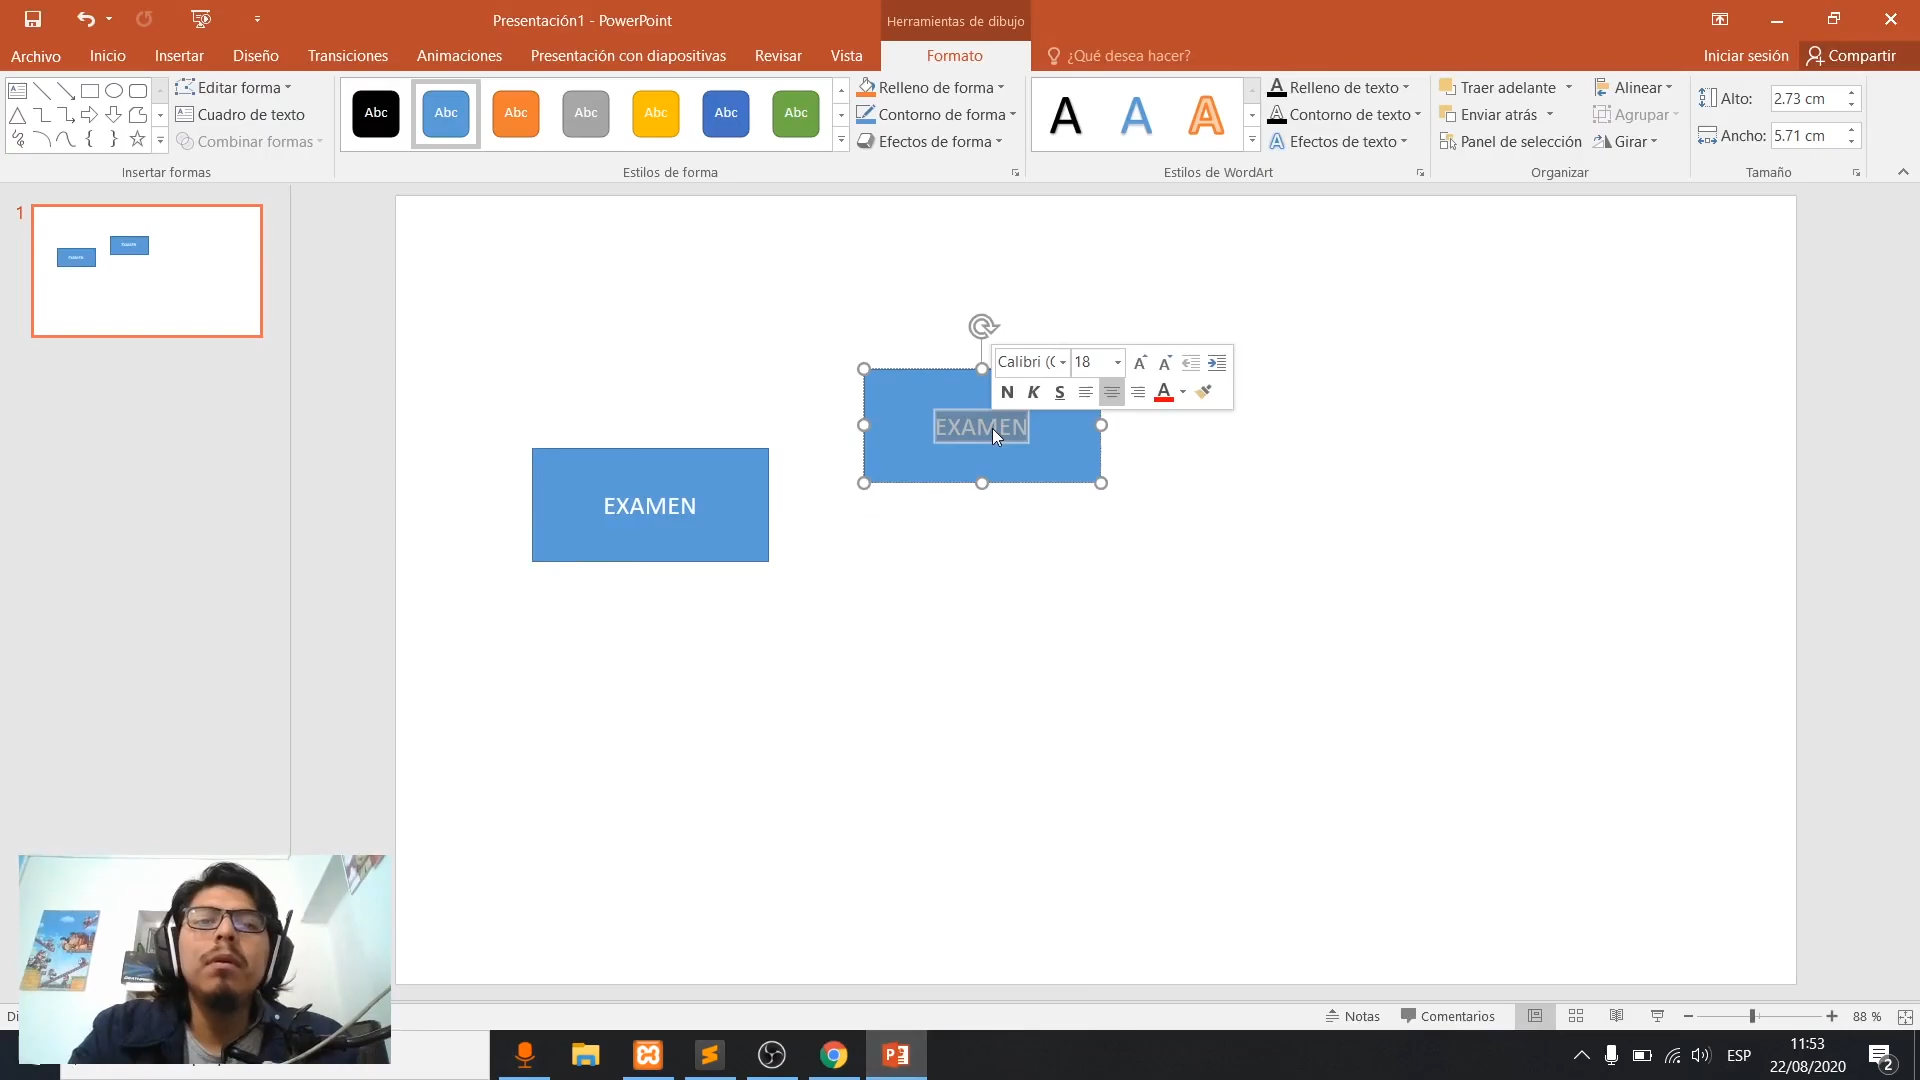 Presentación1 - PowerPoint
Herramientas de dibujo
Archivo
Inicio
Insertar
Diseño
Transiciones
Animaciones
Presentación con diapositivas
Revisar
Vista
Formato
¿Qué desea hacer?
Iniciar sesión
Compartir
Editar forma
Cuadro de texto
Combinar formas
Insertar formas
Abc
Abc
Abc
Abc
Abc
Abc
Abc
Relleno de forma
Contorno de forma
Efectos de forma
Estilos de forma
A
A
A
Relleno de texto
Contorno de texto
Efectos de texto
Estilos de WordArt
Traer adelante
Enviar atrás
Panel de selección
Alinear
Agrupar
Girar
Organizar
Alto: 2.73 cm
Ancho: 5.71 cm
Tamaño
1
EXAMEN
EXAMEN
Calibri (C
18
N K S
A
EXAMEN
EXAMEN
Di
Notas
Comentarios
88 %
ESP
11:53
22/08/2020
2